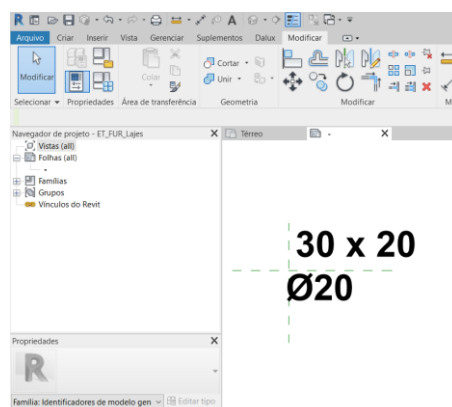 R
A
Arquivo Criar Inserir Vista Gerenciar Suplementos Dalux Modificar
Modificar
Colar
Cortar
Unir
Selecionar Propriedades Área de transferência Geometria Modificar M
Navegador de projeto - ET_FUR_Lajes X
Térreo - X
Vistas (all)
Folhas (all)
-
Famílias
Grupos
Vínculos do Revit
30 x 20
Ø20
Propriedades X
R
Família: Identificadores de modelo gen Editar tipo